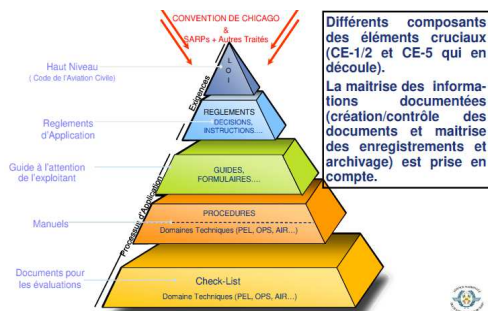 CONVENTION DE CHICAGO
&
SARPs + Autres Traités
Haut Niveau
( Code de l'Aviation Civile)
L
O
I
Exigences
Reglements
d'Application
REGLEMENTS
DECISIONS,
INSTRUCTIONS…
Guide à l'attention
de l'exploitant
GUIDES,
FORMULAIRES….
Processus d'Application
Manuels
PROCEDURES
Domaines Techniques (PEL, OPS, AIR…)
Documents pour
les évaluations
Check-List
Domaine Techniques (PEL, OPS, AIR…)
Différents composants
des éléments cruciaux
(CE-1/2 et CE-5 qui en
découle).
La maitrise des informa-
tions documentées
(création/contrôle des
documents et maitrise
des enregistrements et
archivage) est prise en
compte.